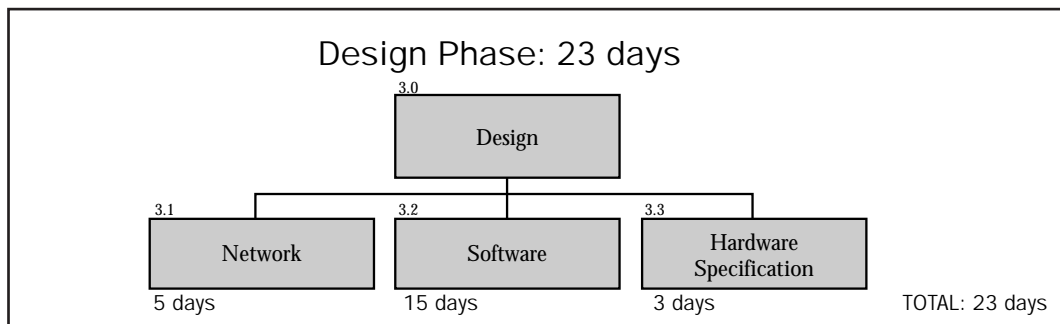 Design Phase: 23 days
3.0
Design
3.1
Network
5 days
3.2
Software
15 days
3.3
Hardware
Specification
3 days
TOTAL: 23 days